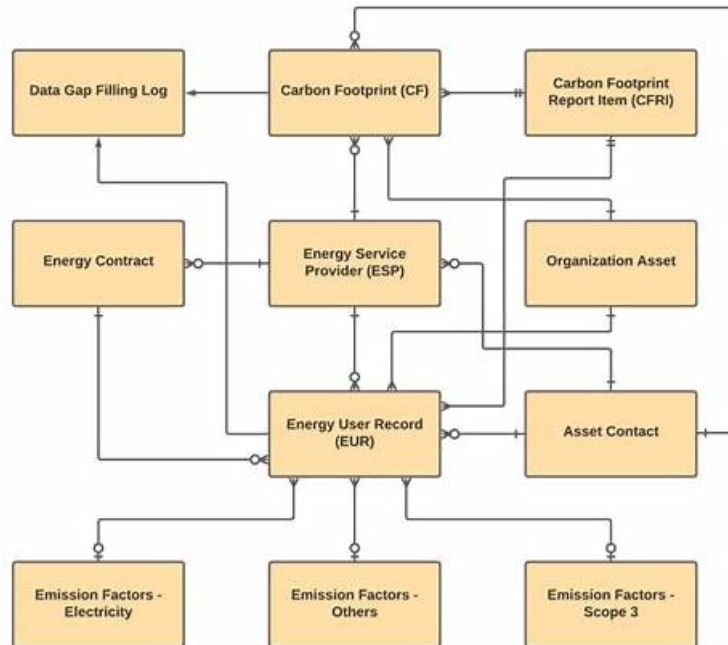 Data Gap Filling Log
Carbon Footprint (CF)
Carbon Footprint
Report Item (CFRI)
Energy Contract
Energy Service
Provider (ESP)
Organization Asset
Energy User Record
(EUR)
Asset Contact
Emission Factors -
Electricity
Emission Factors -
Others
Emission Factors -
Scope 3